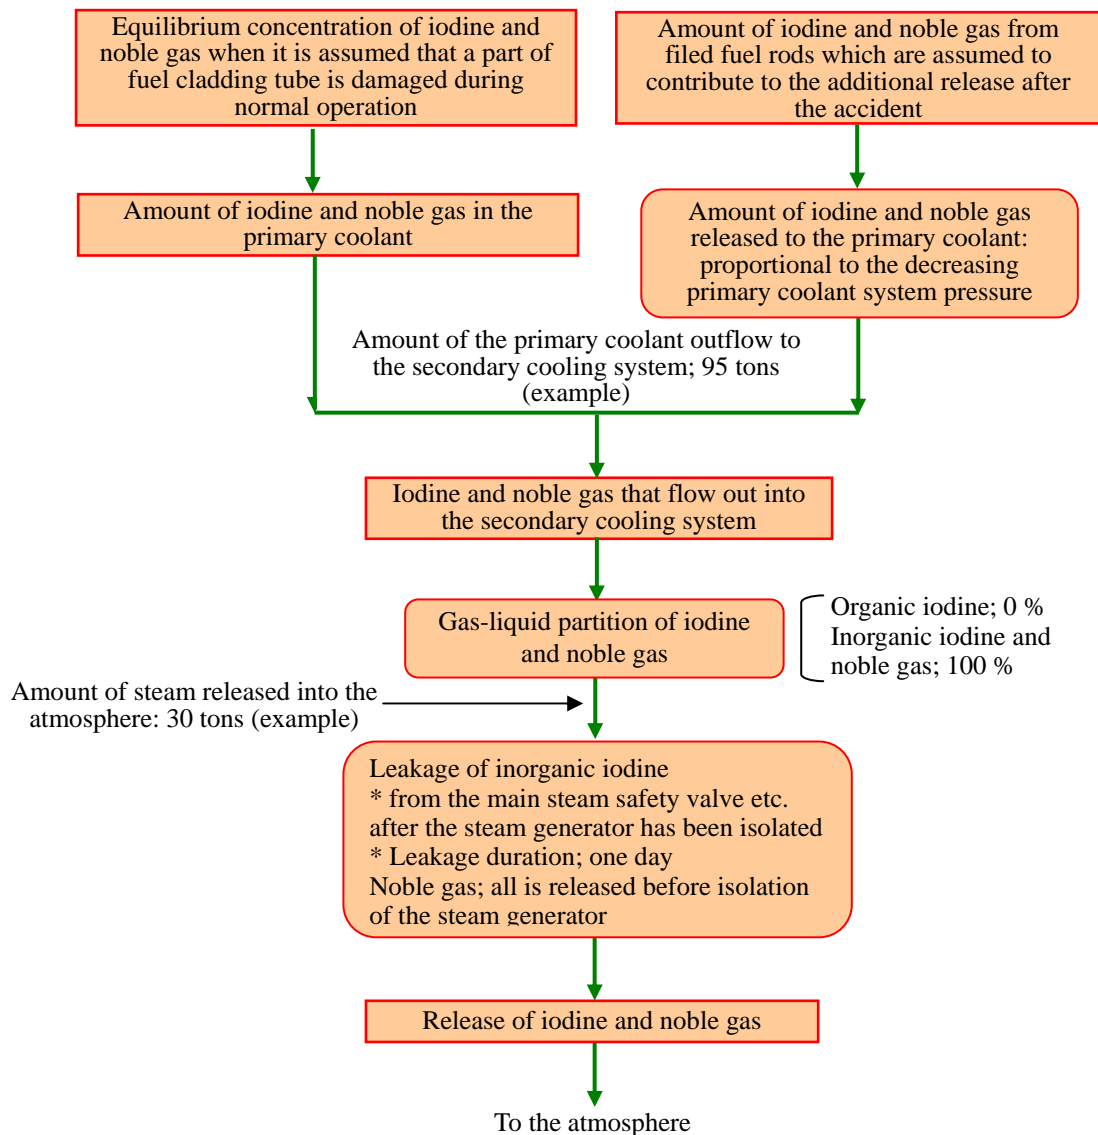 Equilibrium concentration of iodine and
noble gas when it is assumed that a part of
fuel cladding tube is damaged during
normal operation
Amount of iodine and noble gas from
filed fuel rods which are assumed to
contribute to the additional release after
the accident
Amount of iodine and noble gas in the
primary coolant
Amount of iodine and noble gas
released to the primary coolant:
proportional to the decreasing
primary coolant system pressure
Amount of the primary coolant outflow to
the secondary cooling system; 95 tons
(example)
Iodine and noble gas that flow out into
the secondary cooling system
Gas-liquid partition of iodine
and noble gas
Organic iodine; 0 %
Inorganic iodine and
noble gas; 100 %
Amount of steam released into the
atmosphere: 30 tons (example)
Leakage of inorganic iodine
* from the main steam safety valve etc.
after the steam generator has been isolated
* Leakage duration; one day
Noble gas; all is released before isolation
of the steam generator
Release of iodine and noble gas
To the atmosphere